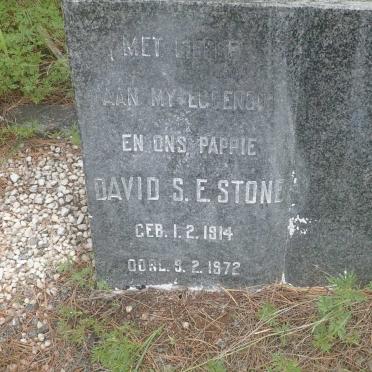 MET LIEFDE
AAN MY EGGENOOT
EN ONS PAPPIE
DAVID S.E. STONE
GEB. 1.2.1914
OORL. 9.2.1972